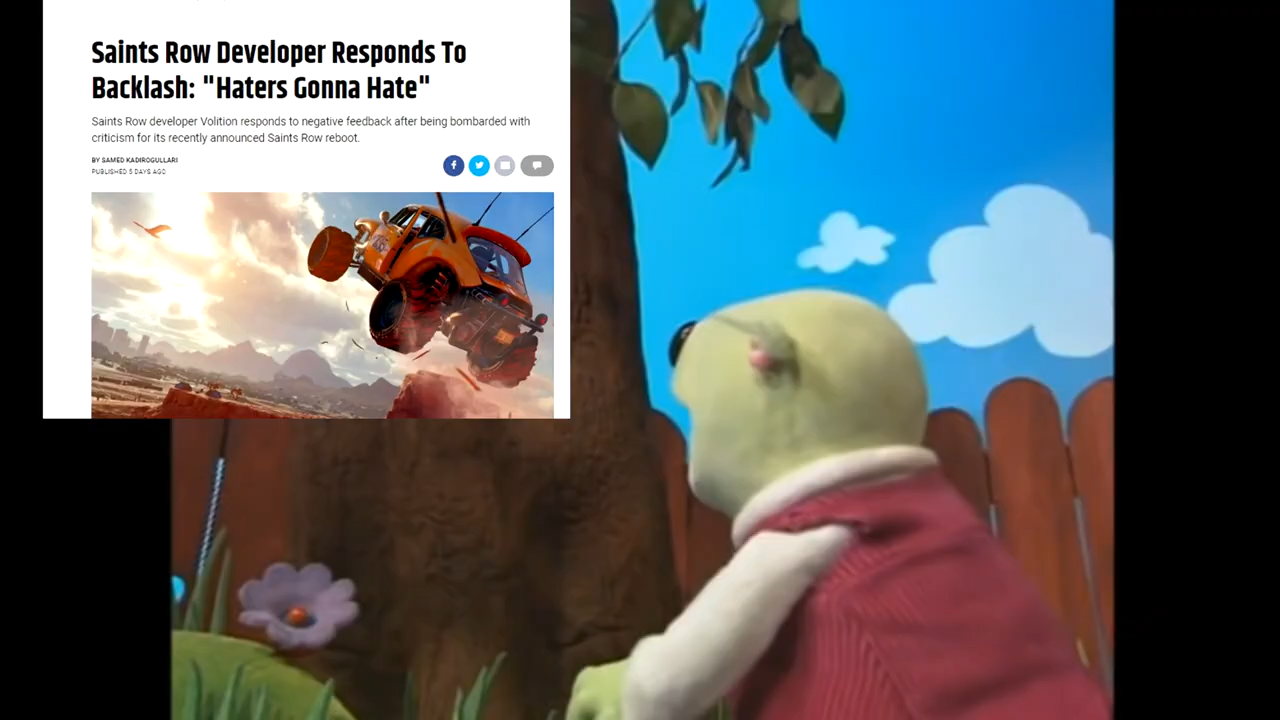 Saints Row Developer Responds To
Backlash: "Haters Gonna Hate"
Saints Row developer Volition responds to negative feedback after being bombarded with
criticism for its recently announced Saints Row reboot.
BY SAMED KADIROGULLARI
PUBLISHED 5 DAYS AGO